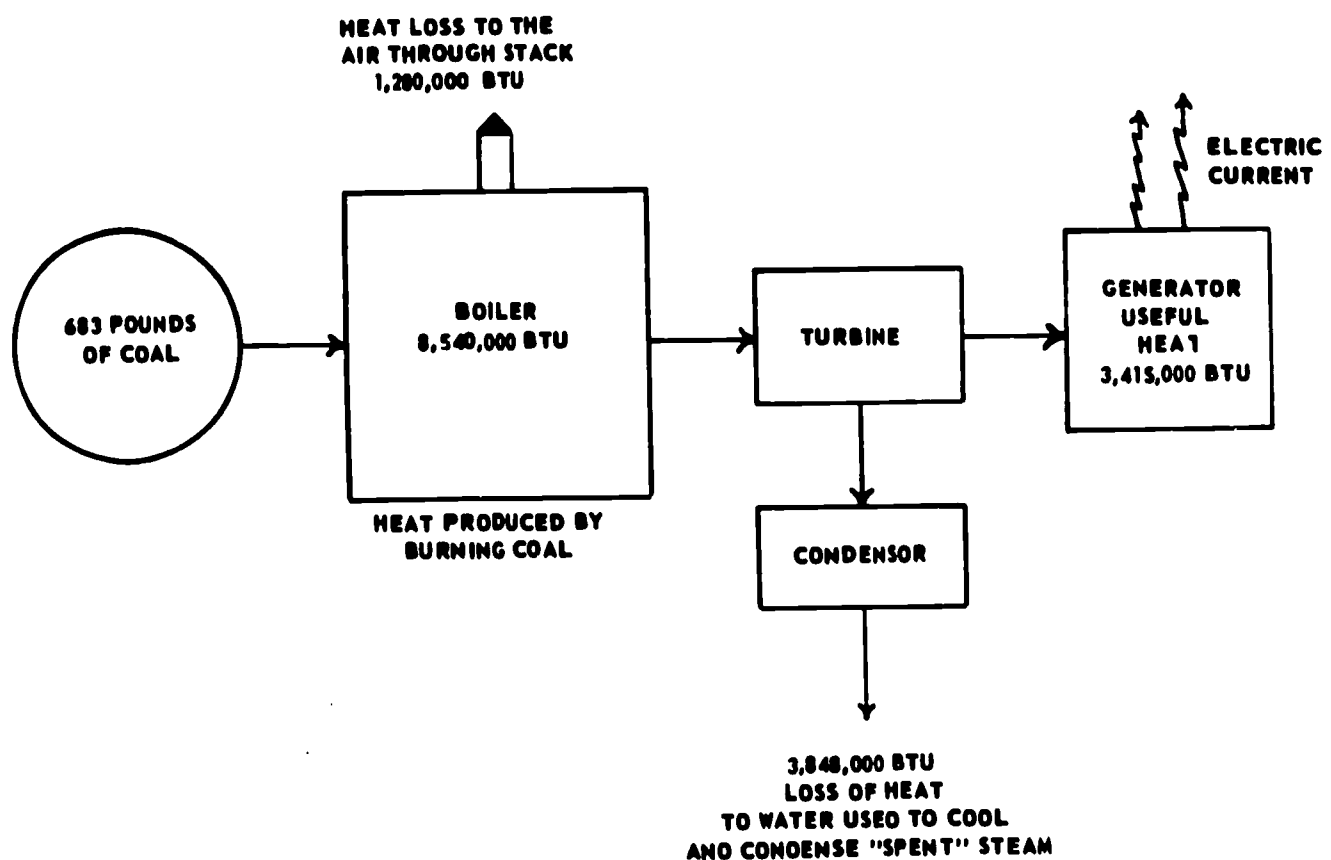 HEAT LOSS TO THE
AIR THROUGH STACK
1,280,000 BTU
ELECTRIC
CURRENT
683 POUNDS
OF COAL
BOILER
8,540,000 BTU
TURBINE
GENERATOR
USEFUL
HEAT
3,415,000 BTU
HEAT PRODUCED BY
BURNING COAL
CONDENSOR
3,848,000 BTU
LOSS OF HEAT
TO WATER USED TO COOL
AND CONDENSE "SPENT" STEAM